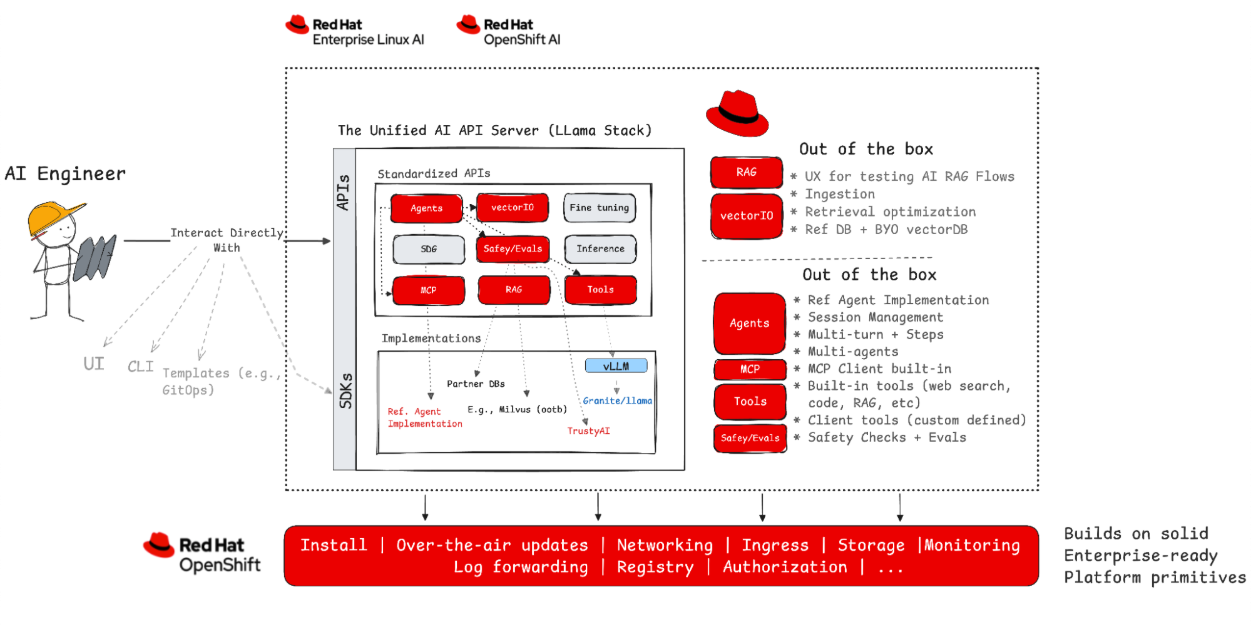 Red Hat
Enterprise Linux AI
Red Hat
OpenShift AI
AI Engineer
Interact Directly
With
UI
CLI
Templates (e.g.,
GitOps)
The Unified AI API Server (LLama Stack)
APIs
SDKs
Standardized APIs
Agents
vectorIO
Fine tuning
SDG
Safey/Evals
Inference
MCP
RAG
Tools
Implementations
vLLM
Partner DBs
Granite/llama
Ref. Agent
Implementation
E.g., Milvus (ootb)
TrustyAI
Out of the box
RAG
vectorIO
* UX for testing AI RAG Flows
* Ingestion
* Retrieval optimization
* Ref DB + BYO vectorDB
Out of the box
Agents
MCP
Tools
Safey/Evals
* Ref Agent Implementation
* Session Management
* Multi-turn + Steps
* Multi-agents
* MCP Client built-in
* Built-in tools (web search,
code, RAG, etc)
* Client tools (custom defined)
* Safety Checks + Evals
Red Hat
OpenShift
Install | Over-the-air updates | Networking | Ingress | Storage |Monitoring
Log forwarding | Registry | Authorization | ...
Builds on solid
Enterprise-ready
Platform primitives